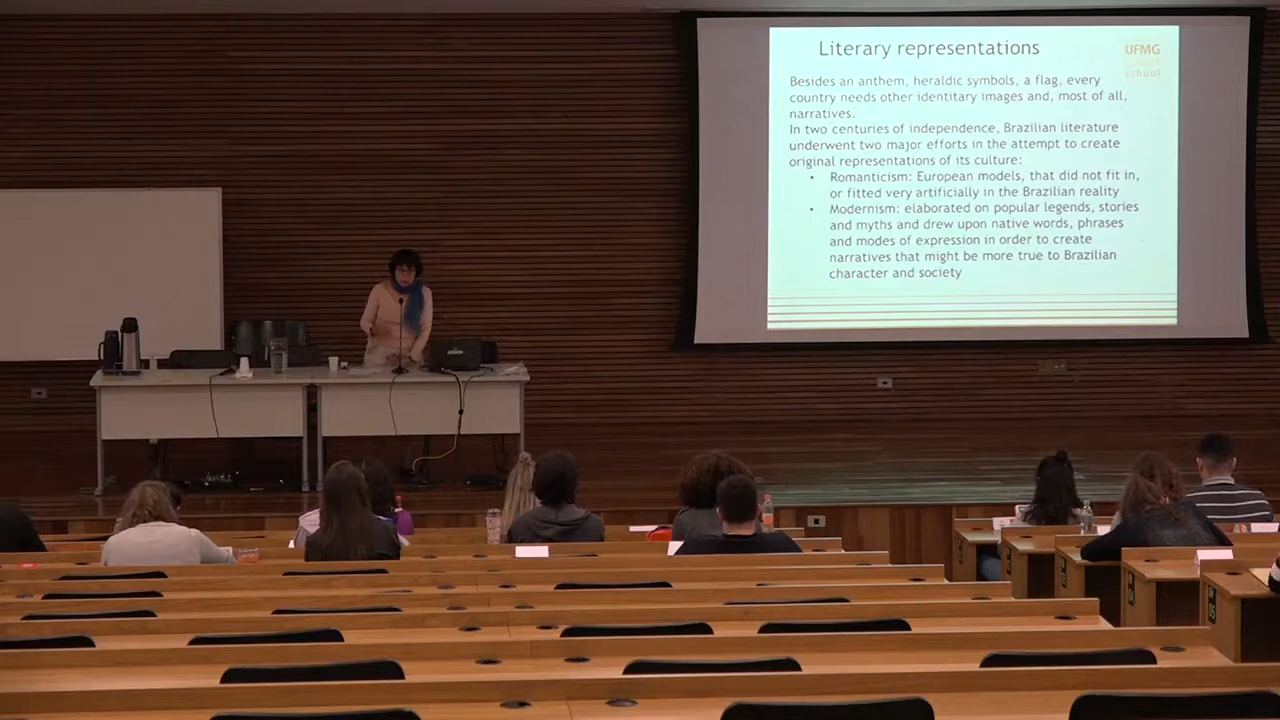 Literary representations
UFMG
school
Besides an anthem, heraldic symbols, a flag, every
country needs other identitary images and, most of all,
narratives.
In two centuries of independence, Brazilian literature
underwent two major efforts in the attempt to create
original representations of its culture:
• Romanticism: European models, that did not fit in,
or fitted very artificially in the Brazilian reality
• Modernism: elaborated on popular legends, stories
and myths and drew upon native words, phrases
and modes of expression in order to create
narratives that might be more true to Brazilian
character and society